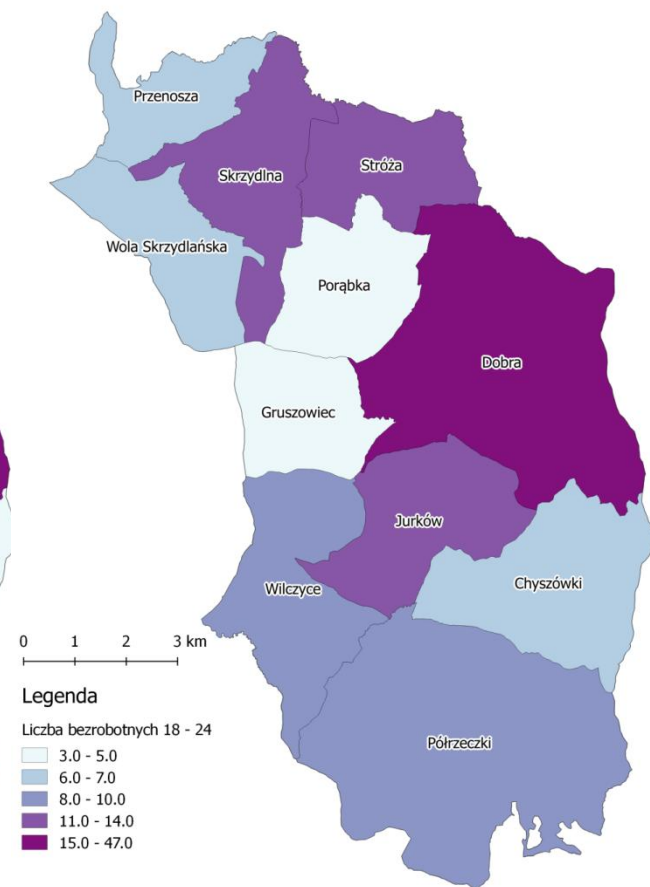 Przenosza
Skrzydlna
Stróża
Wola Skrzydlańska
Porąbka
Dobra
Gruszowiec
Jurków
Chyszówki
Wilczyce
Półrzeczki
0 1 2 3 km
Legenda
Liczba bezrobotnych 18 - 24
3.0 - 5.0
6.0 - 7.0
8.0 - 10.0
11.0 - 14.0
15.0 - 47.0